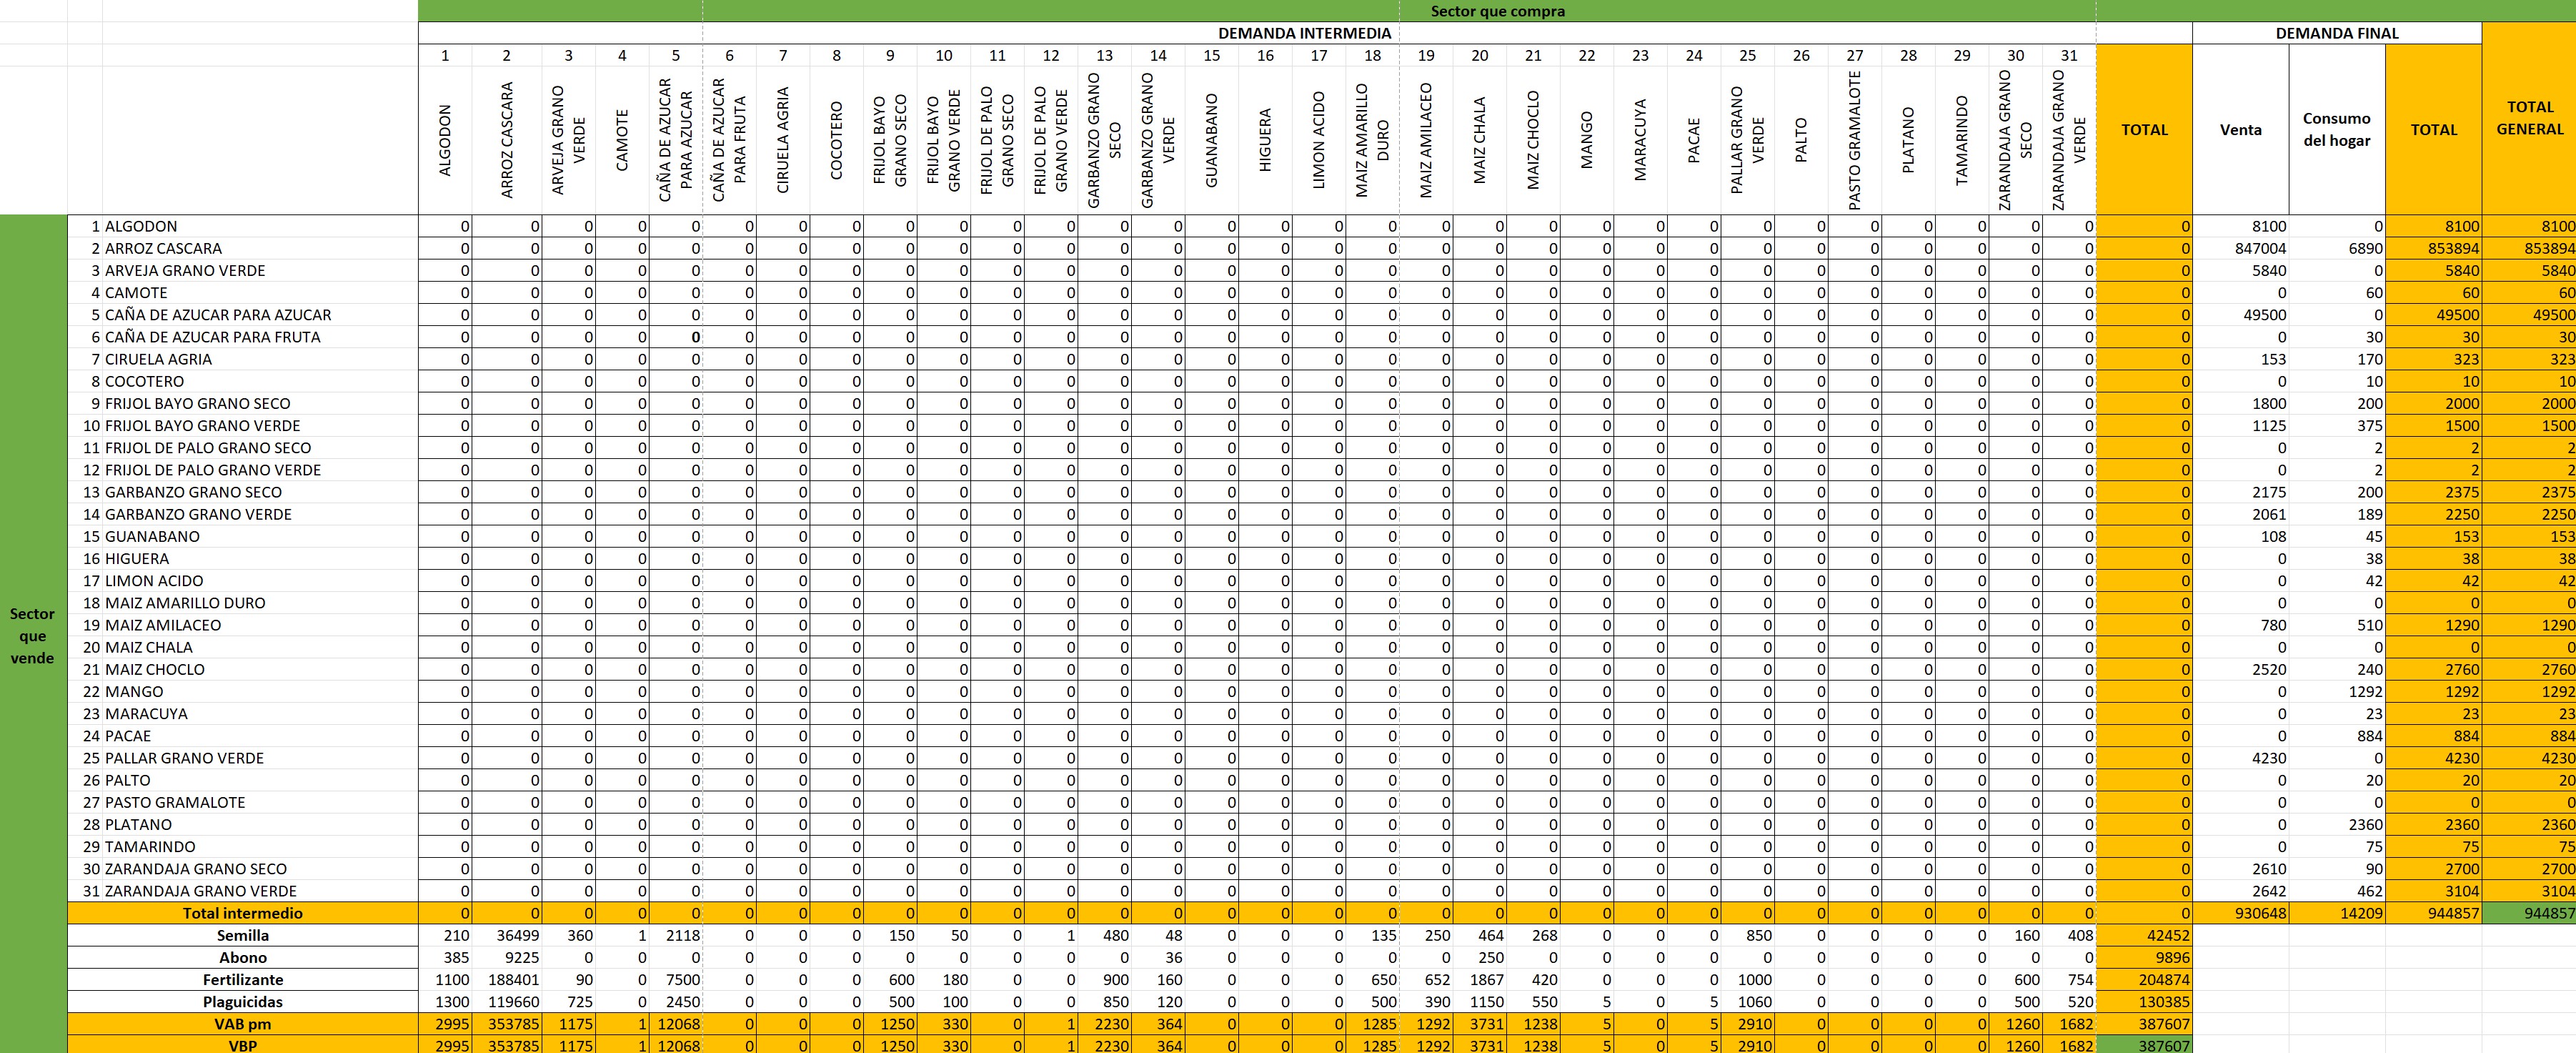 Sector que compra
DEMANDA INTERMEDIA DEMANDA FINAL
1 2 3 4 5 6 7 8 9 10 11 12 13 14 15 16 17 18 19 20 21 22 23 24 25 26 27 28 29 30 31
ALGODON
ARROZ CASCARA
ARVEJA GRANO VERDE
CAMOTE
CAÑA DE AZUCAR PARA AZUCAR
CAÑA DE AZUCAR PARA FRUTA
CIRUELA AGRIA
COCOTERO
FRIJOL BAYO GRANO SECO
FRIJOL BAYO GRANO VERDE
FRIJOL DE PALO GRANO SECO
FRIJOL DE PALO GRANO VERDE
GARBANZO GRANO SECO
GARBANZO GRANO VERDE
GUANABANO
HIGUERA
LIMON ACIDO
MAIZ AMARILLO DURO
MAIZ AMILACEO
MAIZ CHALA
MAIZ CHOCLO
MANGO
MARACUYA
PACAE
PALLAR GRANO VERDE
PALTO
PASTO GRAMALOTE
PLATANO
TAMARINDO
ZARANDAJA GRANO SECO
ZARANDAJA GRANO VERDE
TOTAL
Venta
Consumo del hogar
TOTAL
TOTAL GENERAL
Sector que vende
1 ALGODON 0 0 0 0 0 0 0 0 0 0 0 0 0 0 0 0 0 0 0 0 0 0 0 0 0 0 0 0 0 0 0 0 8100 0 8100 8100
2 ARROZ CASCARA 0 0 0 0 0 0 0 0 0 0 0 0 0 0 0 0 0 0 0 0 0 0 0 0 0 0 0 0 0 0 0 0 847004 6890 853894 853894
3 ARVEJA GRANO VERDE 0 0 0 0 0 0 0 0 0 0 0 0 0 0 0 0 0 0 0 0 0 0 0 0 0 0 0 0 0 0 0 0 5840 0 5840 5840
4 CAMOTE 0 0 0 0 0 0 0 0 0 0 0 0 0 0 0 0 0 0 0 0 0 0 0 0 0 0 0 0 0 0 0 0 0 60 60 60
5 CAÑA DE AZUCAR PARA AZUCAR 0 0 0 0 0 0 0 0 0 0 0 0 0 0 0 0 0 0 0 0 0 0 0 0 0 0 0 0 0 0 0 0 49500 0 49500 49500
6 CAÑA DE AZUCAR PARA FRUTA 0 0 0 0 0 0 0 0 0 0 0 0 0 0 0 0 0 0 0 0 0 0 0 0 0 0 0 0 0 0 0 0 0 30 30 30
7 CIRUELA AGRIA 0 0 0 0 0 0 0 0 0 0 0 0 0 0 0 0 0 0 0 0 0 0 0 0 0 0 0 0 0 0 0 0 153 170 323 323
8 COCOTERO 0 0 0 0 0 0 0 0 0 0 0 0 0 0 0 0 0 0 0 0 0 0 0 0 0 0 0 0 0 0 0 0 0 10 10 10
9 FRIJOL BAYO GRANO SECO 0 0 0 0 0 0 0 0 0 0 0 0 0 0 0 0 0 0 0 0 0 0 0 0 0 0 0 0 0 0 0 0 1800 200 2000 2000
10 FRIJOL BAYO GRANO VERDE 0 0 0 0 0 0 0 0 0 0 0 0 0 0 0 0 0 0 0 0 0 0 0 0 0 0 0 0 0 0 0 0 1125 375 1500 1500
11 FRIJOL DE PALO GRANO SECO 0 0 0 0 0 0 0 0 0 0 0 0 0 0 0 0 0 0 0 0 0 0 0 0 0 0 0 0 0 0 0 0 0 2 2 2
12 FRIJOL DE PALO GRANO VERDE 0 0 0 0 0 0 0 0 0 0 0 0 0 0 0 0 0 0 0 0 0 0 0 0 0 0 0 0 0 0 0 0 0 2 2 2
13 GARBANZO GRANO SECO 0 0 0 0 0 0 0 0 0 0 0 0 0 0 0 0 0 0 0 0 0 0 0 0 0 0 0 0 0 0 0 0 2175 200 2375 2375
14 GARBANZO GRANO VERDE 0 0 0 0 0 0 0 0 0 0 0 0 0 0 0 0 0 0 0 0 0 0 0 0 0 0 0 0 0 0 0 0 2061 189 2250 2250
15 GUANABANO 0 0 0 0 0 0 0 0 0 0 0 0 0 0 0 0 0 0 0 0 0 0 0 0 0 0 0 0 0 0 0 0 108 45 153 153
16 HIGUERA 0 0 0 0 0 0 0 0 0 0 0 0 0 0 0 0 0 0 0 0 0 0 0 0 0 0 0 0 0 0 0 0 0 38 38 38
17 LIMON ACIDO 0 0 0 0 0 0 0 0 0 0 0 0 0 0 0 0 0 0 0 0 0 0 0 0 0 0 0 0 0 0 0 0 0 42 42 42
18 MAIZ AMARILLO DURO 0 0 0 0 0 0 0 0 0 0 0 0 0 0 0 0 0 0 0 0 0 0 0 0 0 0 0 0 0 0 0 0 0 0 0 0
19 MAIZ AMILACEO 0 0 0 0 0 0 0 0 0 0 0 0 0 0 0 0 0 0 0 0 0 0 0 0 0 0 0 0 0 0 0 0 780 510 1290 1290
20 MAIZ CHALA 0 0 0 0 0 0 0 0 0 0 0 0 0 0 0 0 0 0 0 0 0 0 0 0 0 0 0 0 0 0 0 0 0 0 0 0
21 MAIZ CHOCLO 0 0 0 0 0 0 0 0 0 0 0 0 0 0 0 0 0 0 0 0 0 0 0 0 0 0 0 0 0 0 0 0 2520 240 2760 2760
22 MANGO 0 0 0 0 0 0 0 0 0 0 0 0 0 0 0 0 0 0 0 0 0 0 0 0 0 0 0 0 0 0 0 0 0 1292 1292 1292
23 MARACUYA 0 0 0 0 0 0 0 0 0 0 0 0 0 0 0 0 0 0 0 0 0 0 0 0 0 0 0 0 0 0 0 0 0 23 23 23
24 PACAE 0 0 0 0 0 0 0 0 0 0 0 0 0 0 0 0 0 0 0 0 0 0 0 0 0 0 0 0 0 0 0 0 0 884 884 884
25 PALLAR GRANO VERDE 0 0 0 0 0 0 0 0 0 0 0 0 0 0 0 0 0 0 0 0 0 0 0 0 0 0 0 0 0 0 0 0 4230 0 4230 4230
26 PALTO 0 0 0 0 0 0 0 0 0 0 0 0 0 0 0 0 0 0 0 0 0 0 0 0 0 0 0 0 0 0 0 0 0 20 20 20
27 PASTO GRAMALOTE 0 0 0 0 0 0 0 0 0 0 0 0 0 0 0 0 0 0 0 0 0 0 0 0 0 0 0 0 0 0 0 0 0 0 0 0
28 PLATANO 0 0 0 0 0 0 0 0 0 0 0 0 0 0 0 0 0 0 0 0 0 0 0 0 0 0 0 0 0 0 0 0 0 2360 2360 2360
29 TAMARINDO 0 0 0 0 0 0 0 0 0 0 0 0 0 0 0 0 0 0 0 0 0 0 0 0 0 0 0 0 0 0 0 0 0 75 75 75
30 ZARANDAJA GRANO SECO 0 0 0 0 0 0 0 0 0 0 0 0 0 0 0 0 0 0 0 0 0 0 0 0 0 0 0 0 0 0 0 0 2610 90 2700 2700
31 ZARANDAJA GRANO VERDE 0 0 0 0 0 0 0 0 0 0 0 0 0 0 0 0 0 0 0 0 0 0 0 0 0 0 0 0 0 0 0 0 2642 462 3104 3104
Total intermedio 0 0 0 0 0 0 0 0 0 0 0 0 0 0 0 0 0 0 0 0 0 0 0 0 0 0 0 0 0 0 0 0 930648 14209 944857 944857
Semilla 210 36499 360 1 2118 0 0 0 150 50 0 1 480 48 0 0 0 135 250 464 268 0 0 0 850 0 0 0 0 160 408 42452
Abono 385 9225 0 0 0 0 0 0 0 0 0 0 0 36 0 0 0 0 0 250 0 0 0 0 0 0 0 0 0 0 0 9896
Fertilizante 1100 188401 90 0 7500 0 0 0 600 180 0 0 900 160 0 0 0 650 652 1867 420 0 0 0 1000 0 0 0 0 600 754 204874
Plaguicidas 1300 119660 725 0 2450 0 0 0 500 100 0 0 850 120 0 0 0 500 390 1150 550 5 0 5 1060 0 0 0 0 500 520 130385
VAB pm 2995 353785 1175 1 12068 0 0 0 1250 330 0 1 2230 364 0 0 0 1285 1292 3731 1238 5 0 5 2910 0 0 0 0 1260 1682 387607
VBP 2995 353785 1175 1 12068 0 0 0 1250 330 0 1 2230 364 0 0 0 1285 1292 3731 1238 5 0 5 2910 0 0 0 0 1260 1682 387607